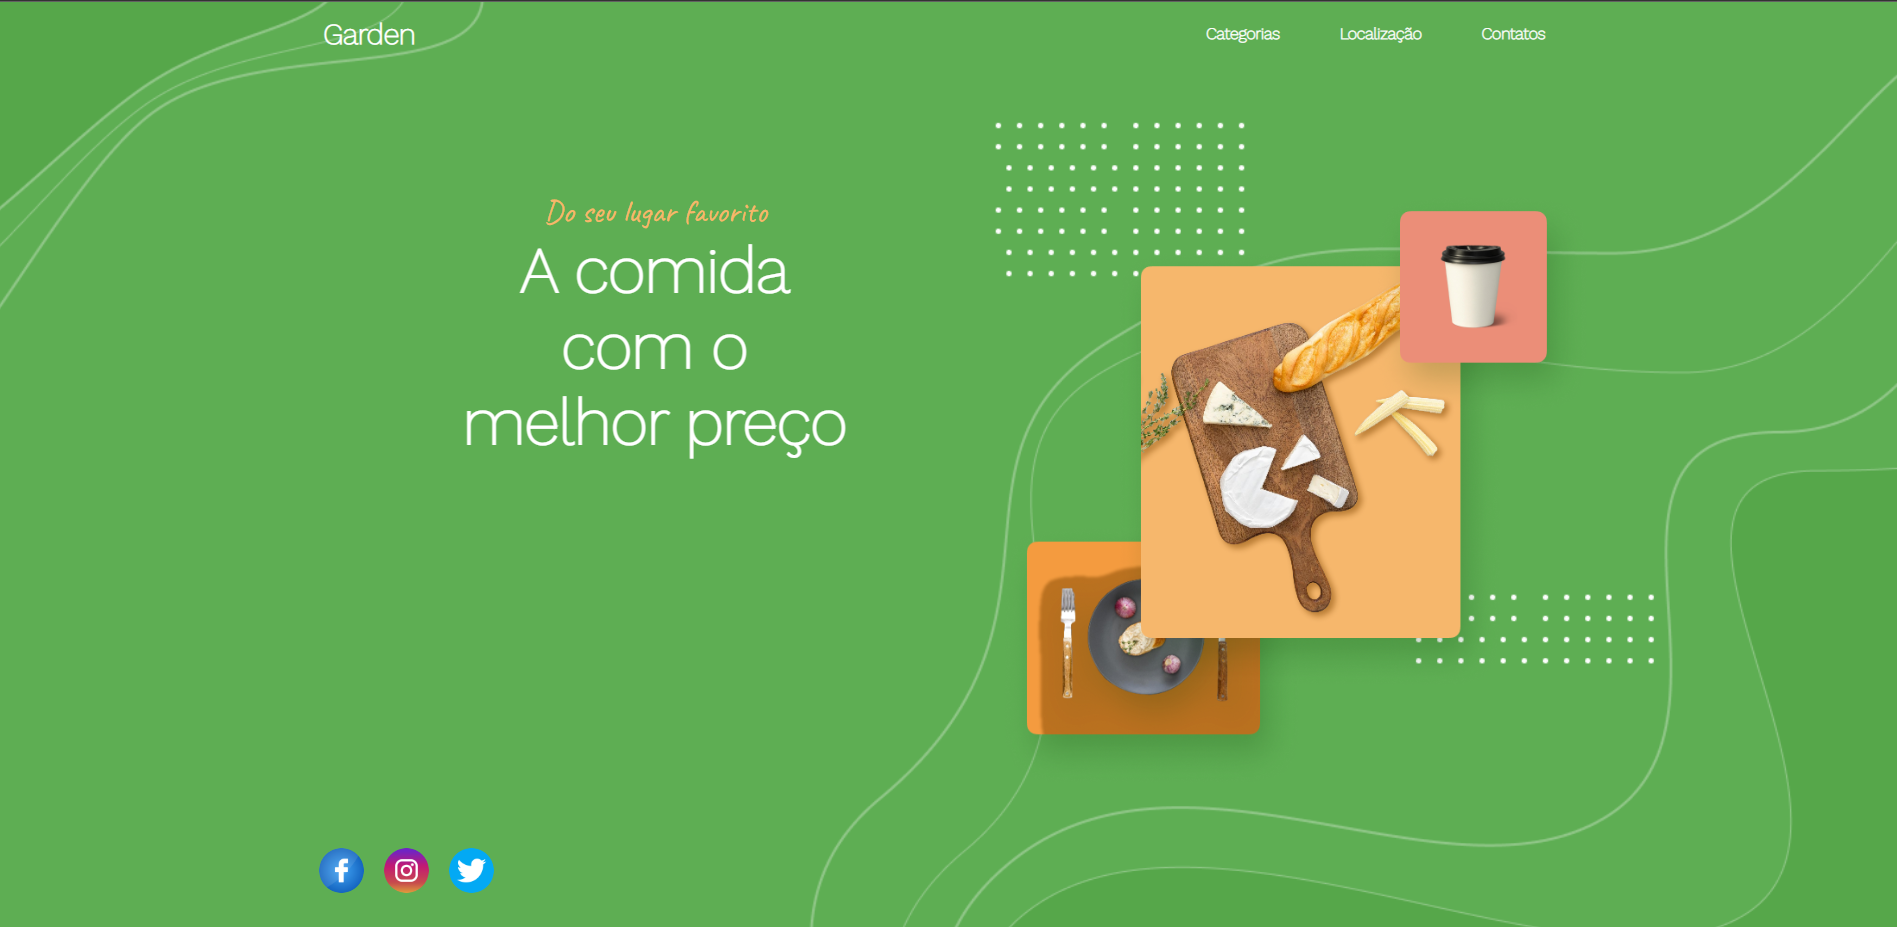 Garden
Categorias Localização Contatos
Do seu lugar favorito
A comida
com o
melhor preço